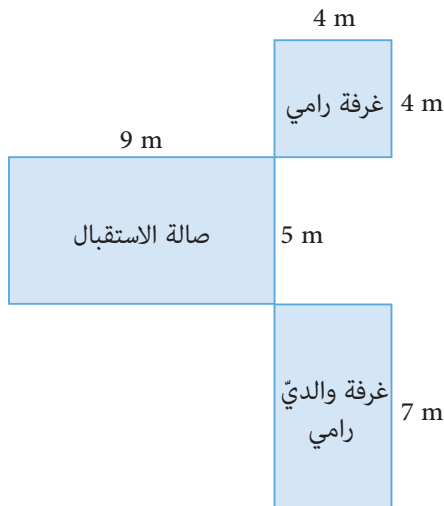 4 m
غرفة رامي
4 m
9 m
صالة الاستقبال
5 m
غرفة والديّ
رامي
7 m